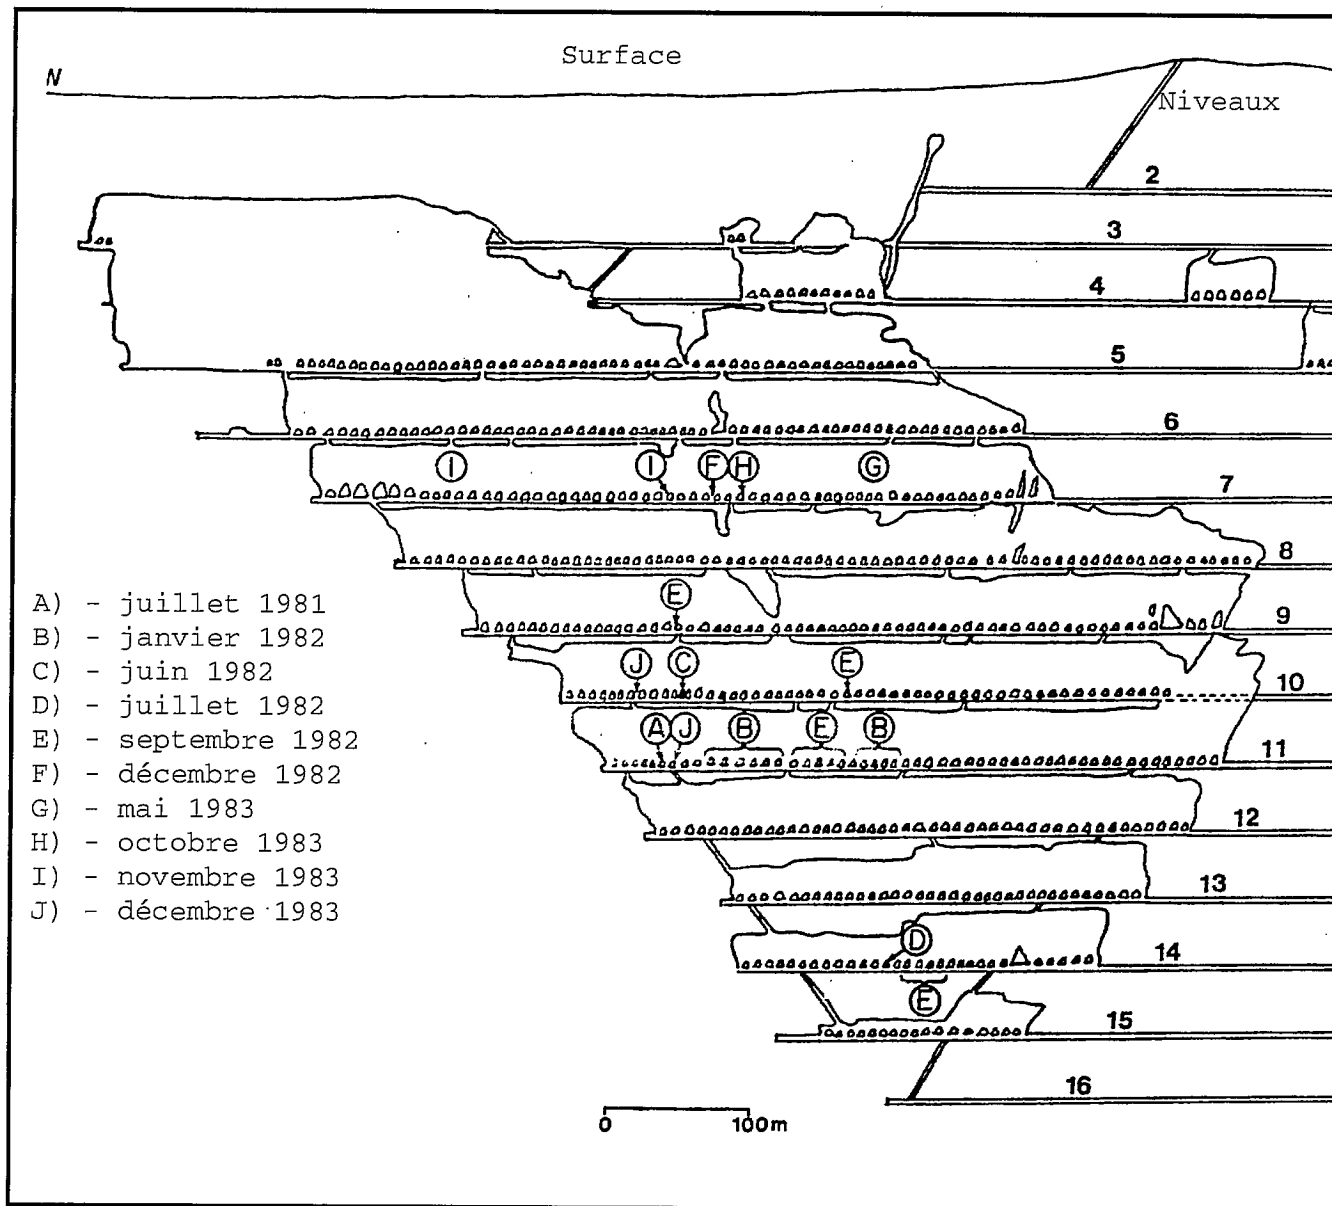 Surface
N
Niveaux
2
3
4
5
6
I I F H G
7
8
E
9
J C E
10
A J B E B
11
12
13
D
14
E
15
16
A) - juillet 1981
B) - janvier 1982
C) - juin 1982
D) - juillet 1982
E) - septembre 1982
F) - décembre 1982
G) - mai 1983
H) - octobre 1983
I) - novembre 1983
J) - décembre 1983
0 100m